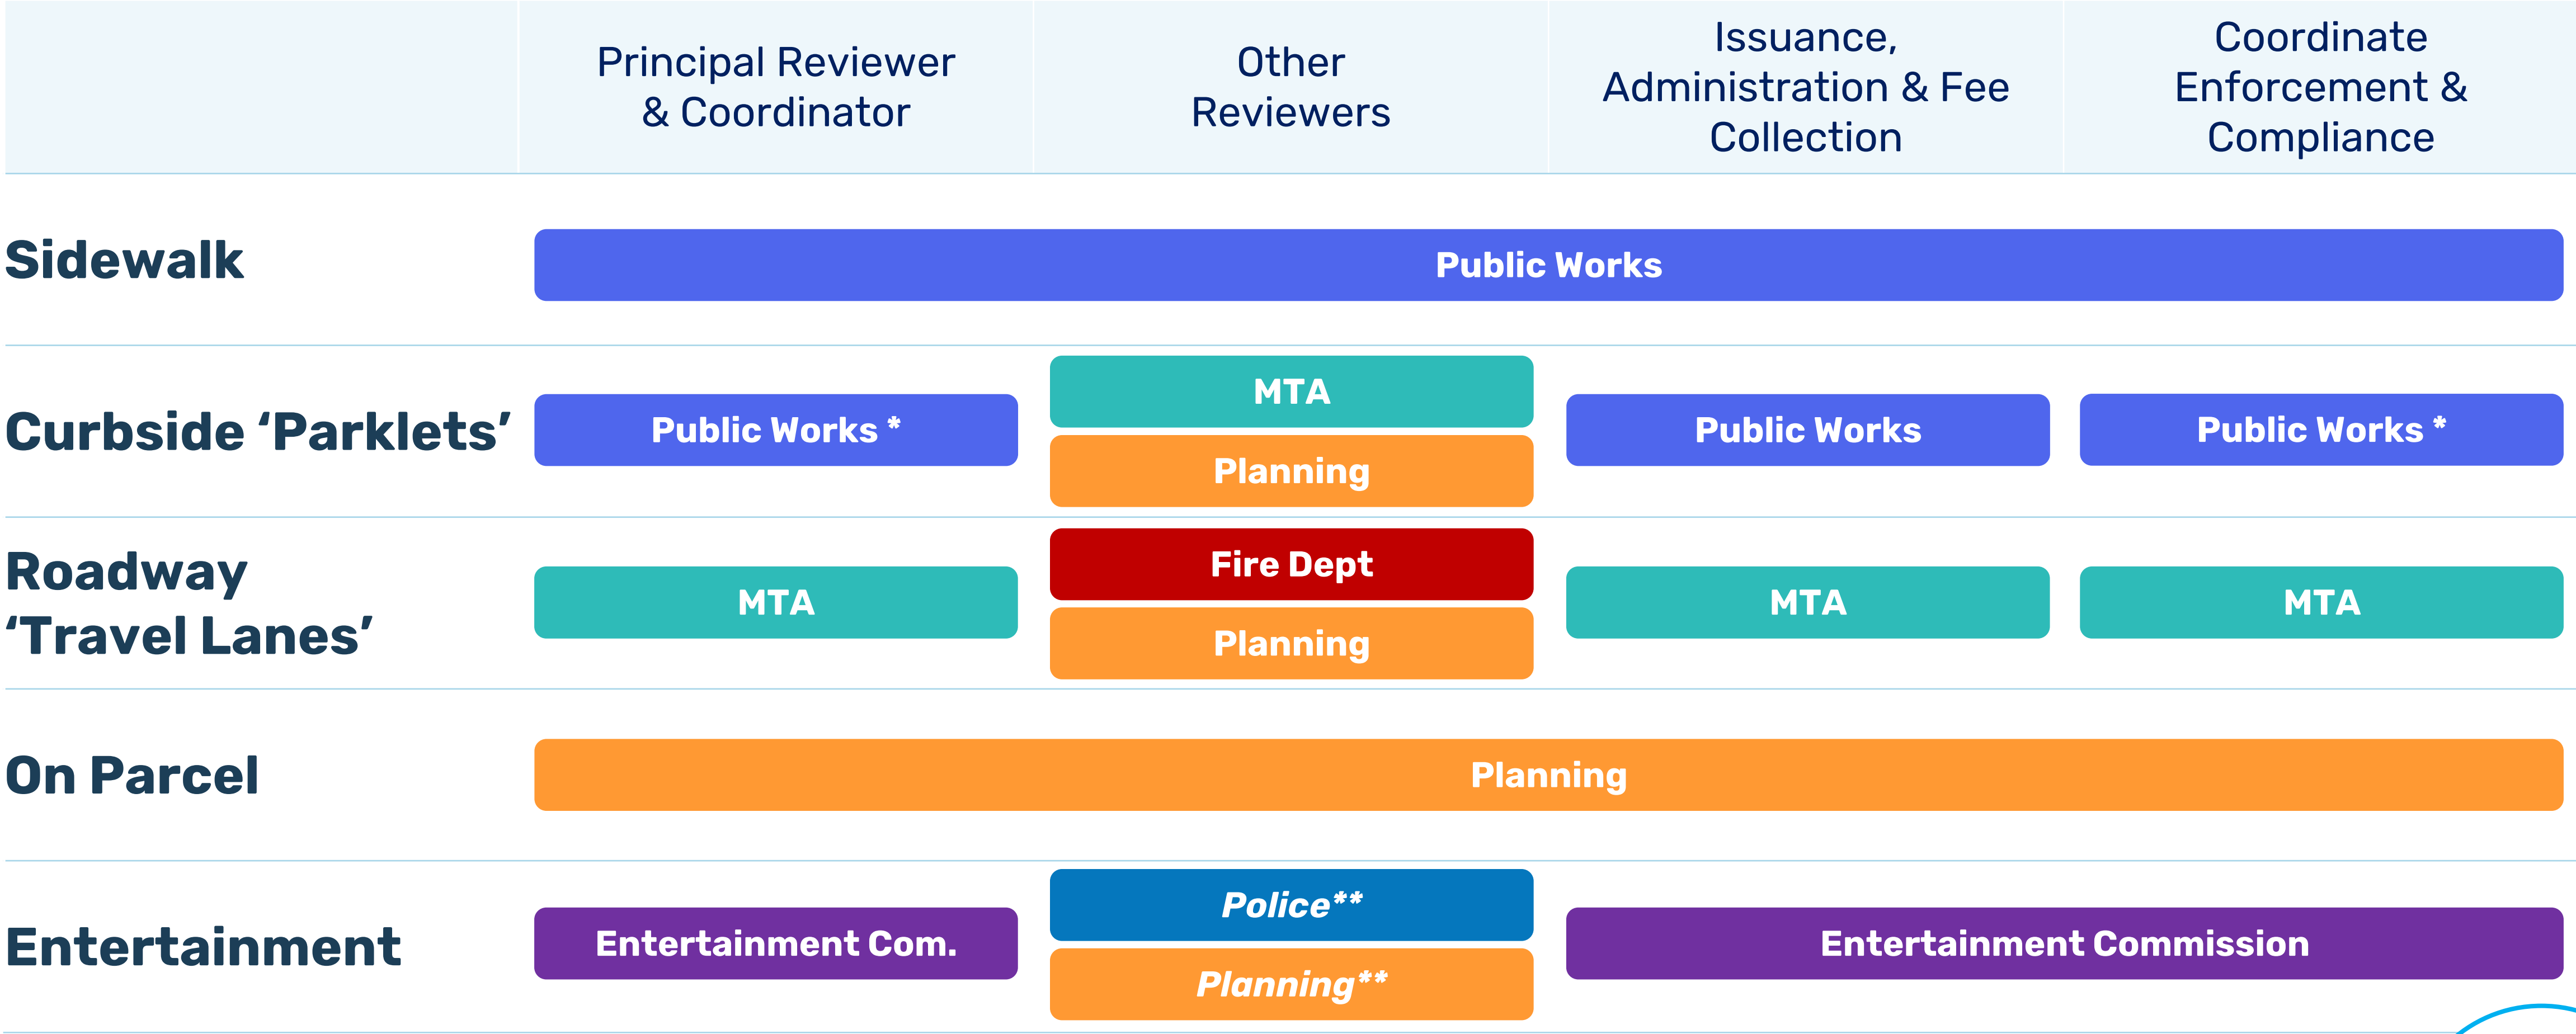 Principal Reviewer
& Coordinator
Other
Reviewers
Issuance,
Administration & Fee
Collection
Coordinate
Enforcement &
Compliance
Sidewalk
Public Works
Curbside ‘Parklets’
Public Works *
MTA
Planning
Public Works
Public Works *
Roadway
‘Travel Lanes’
MTA
Fire Dept
Planning
MTA
MTA
On Parcel
Planning
Entertainment
Entertainment Com.
Police**
Planning**
Entertainment Commission